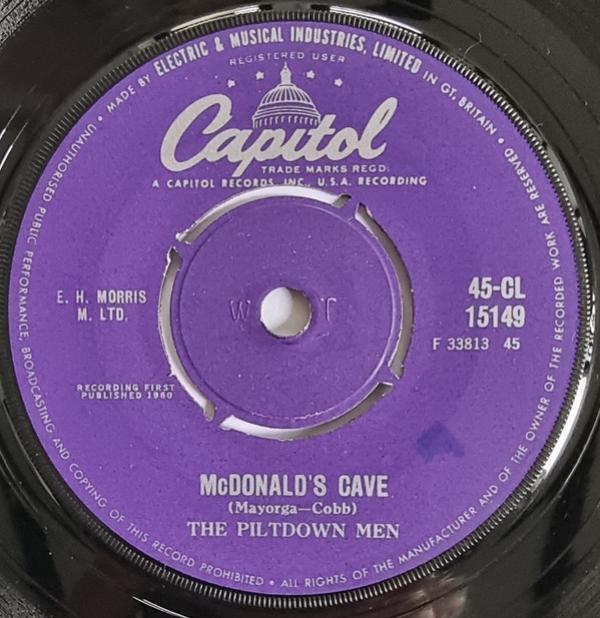 MADE BY ELECTRIC & MUSICAL INDUSTRIES, LIMITED IN GT. BRITAIN •
REGISTERED USER
Capitol
TRADE MARKS REGD.
A CAPITOL RECORDS, INC., U.S.A. RECORDING
E. H. MORRIS
M. LTD.
45-CL
15149
F 33813 45
W T
RECORDING FIRST
PUBLISHED 1960
McDONALD'S CAVE
(Mayorga—Cobb)
THE PILTDOWN MEN
ALL RIGHTS OF THE MANUFACTURER AND OF THE OWNER OF THE RECORDED WORK ARE RESERVED •
UNAUTHORISED PUBLIC PERFORMANCE, BROADCASTING AND COPYING OF THIS RECORD PROHIBITED •